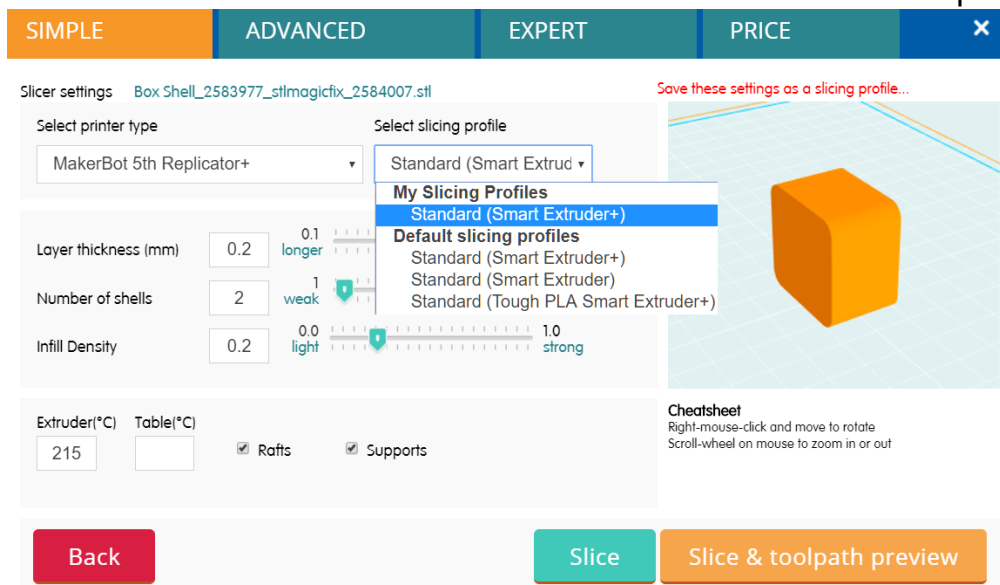 SIMPLE ADVANCED EXPERT PRICE ×
Slicer settings Box Shell_2583977_stlmagicfix_2584007.stl Save these settings as a slicing profile...
Select printer type Select slicing profile
MakerBot 5th Replicator+ Standard (Smart Extrud
My Slicing Profiles
Standard (Smart Extruder+)
Default slicing profiles
Standard (Smart Extruder+)
Standard (Smart Extruder)
Standard (Tough PLA Smart Extruder+)
Layer thickness (mm) 0.2 0.1
longer
Number of shells 2 1
weak
Infill Density 0.2 0.0 1.0
light strong
Extruder(°C) Table(°C)
215 Rafts Supports
Cheatsheet
Right-mouse-click and move to rotate
Scroll-wheel on mouse to zoom in or out
Back Slice Slice & toolpath preview